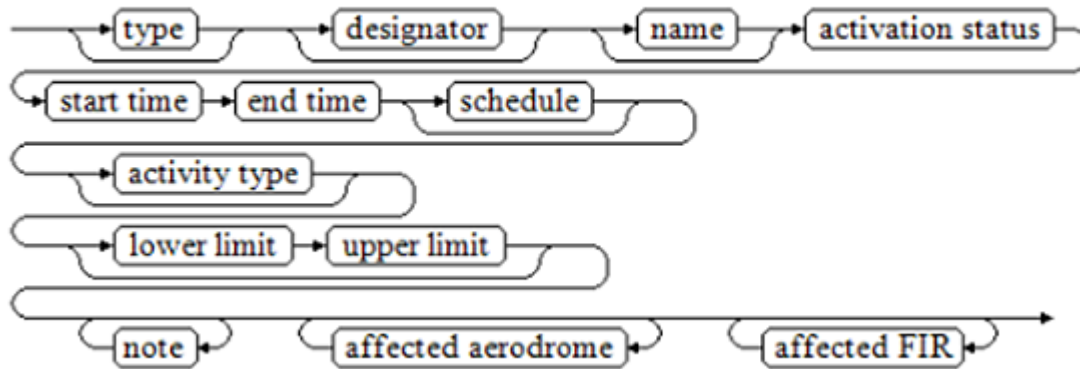 type designator name activation status
start time end time schedule
activity type
lower limit upper limit
note affected aerodrome affected FIR